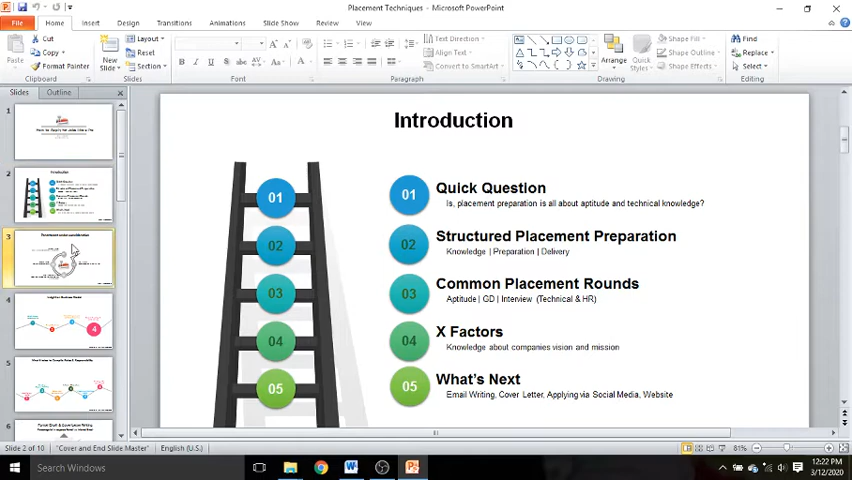 Placement Techniques - Microsoft PowerPoint
File Home Insert Design Transitions Animations Slide Show Review View
Cut
Copy
Format Painter
Paste
Clipboard
New
Slide
Layout
Reset
Section
Slides
Font
Text Direction
Align Text
Convert to SmartArt
Paragraph
Arrange
Quick
Styles
Shape Fill
Shape Outline
Shape Effects
Drawing
Find
Replace
Select
Editing
Slides Outline
1
2
3
4
5
6
Introduction
01
02
03
04
05
01 Quick Question
Is, placement preparation is all about aptitude and technical knowledge?
02 Structured Placement Preparation
Knowledge | Preparation | Delivery
03 Common Placement Rounds
Aptitude | GD | Interview (Technical & HR)
04 X Factors
Knowledge about companies vision and mission
05 What's Next
Email Writing, Cover Letter, Applying via Social Media, Website
Slide 2 of 10 "Cover and End Slide Master" English (U.S.) 81%
Search Windows
12:22 PM
3/12/2020